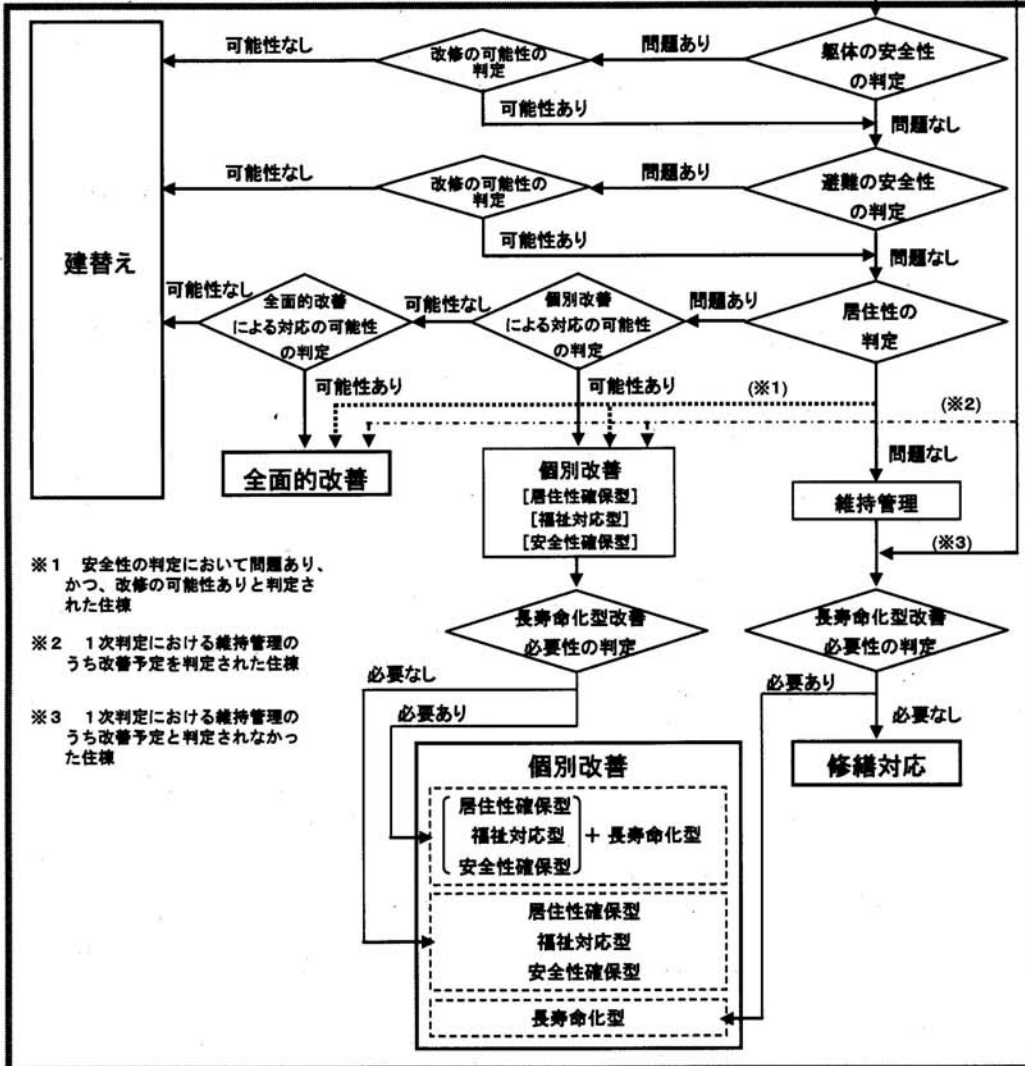 可能性なし
改修の可能性の
判定
問題あり
躯体の安全性
の判定
可能性あり
問題なし
可能性なし
改修の可能性の
判定
問題あり
避難の安全性
の判定
建替え
可能性あり
問題なし
可能性なし
全面的改善
による対応の可能性
の判定
可能性なし
個別改善
による対応の可能性
の判定
問題あり
居住性の
判定
可能性あり
可能性あり
(※1)
(※2)
問題なし
全面的改善
個別改善
[居住性確保型]
[福祉対応型]
[安全性確保型]
維持管理
(※3)
※1 安全性の判定において問題あり、
かつ、改修の可能性ありと判定さ
れた住棟
※2 1次判定における維持管理の
うち改善予定を判定された住棟
※3 1次判定における維持管理の
うち改善予定と判定されなかっ
た住棟
長寿命化型改善
必要性の判定
長寿命化型改善
必要性の判定
必要なし
必要あり
必要あり
必要なし
修繕対応
個別改善
居住性確保型
福祉対応型
安全性確保型
+ 長寿命化型
居住性確保型
福祉対応型
安全性確保型
長寿命化型